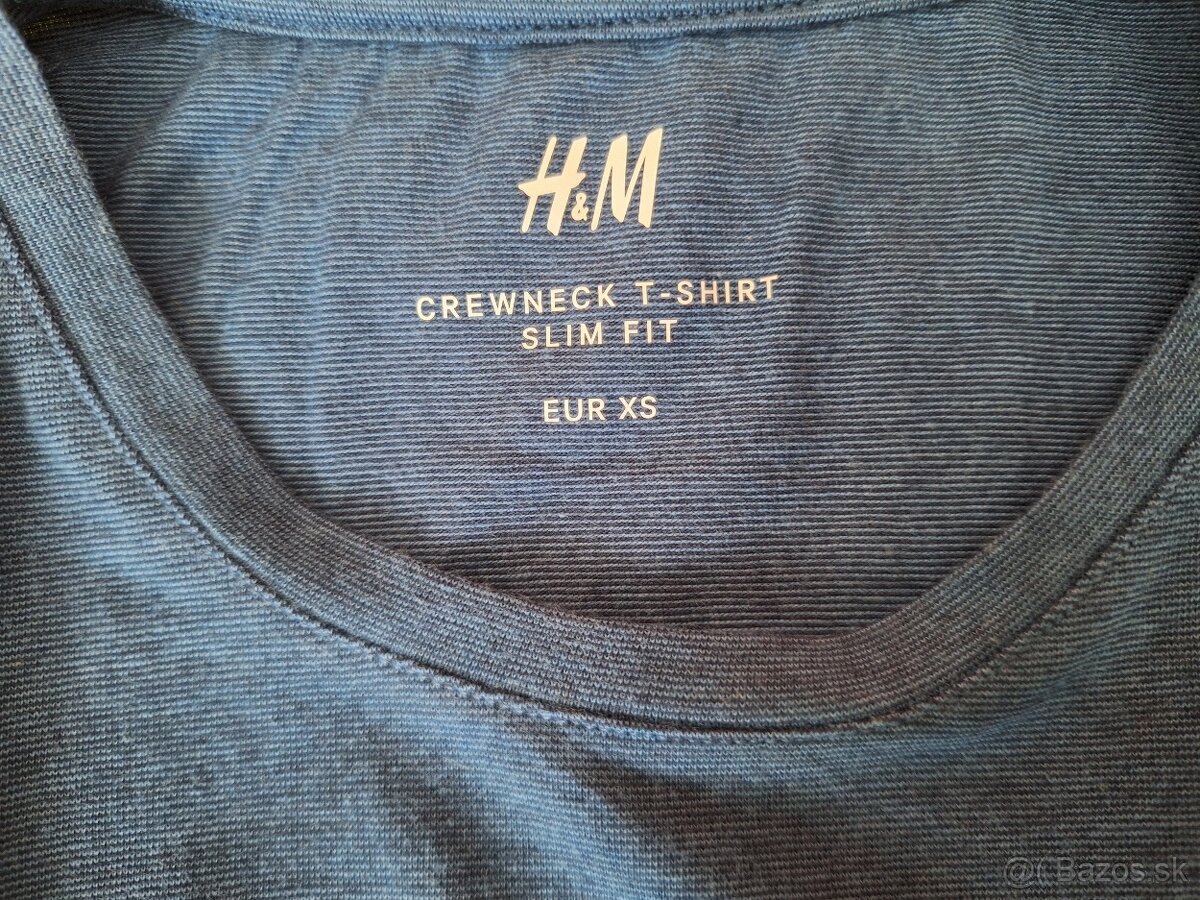 H&M
CREWNECK T-SHIRT
SLIM FIT
EUR XS
@Bazos.sk